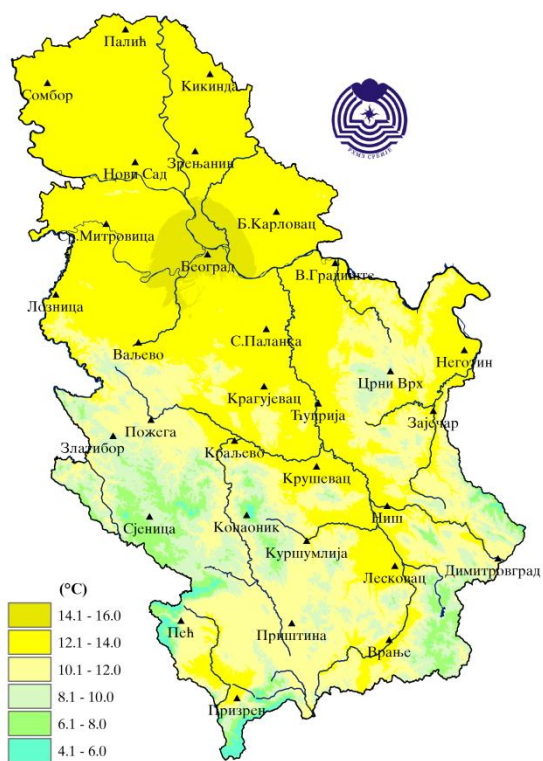 Палић
Кикинда
Сомбор
Зрењанин
Нови Сад
Б.Карловац
Ср.Митровица
Београд
В.Градиште
Лозница
С.Паланка
Ваљево
Неготин
Црни Врх
Крагујевац
Ћуприја
Зајечар
Пожега
Златибор
Краљево
Крушевац
Ниш
Сјеница
Копаоник
Куршумлија
Димитровград
Лесковац
(°C)
14.1 - 16.0
12.1 - 14.0
Пећ
Приштина
10.1 - 12.0
Врање
8.1 - 10.0
6.1 - 8.0
Призрен
4.1 - 6.0